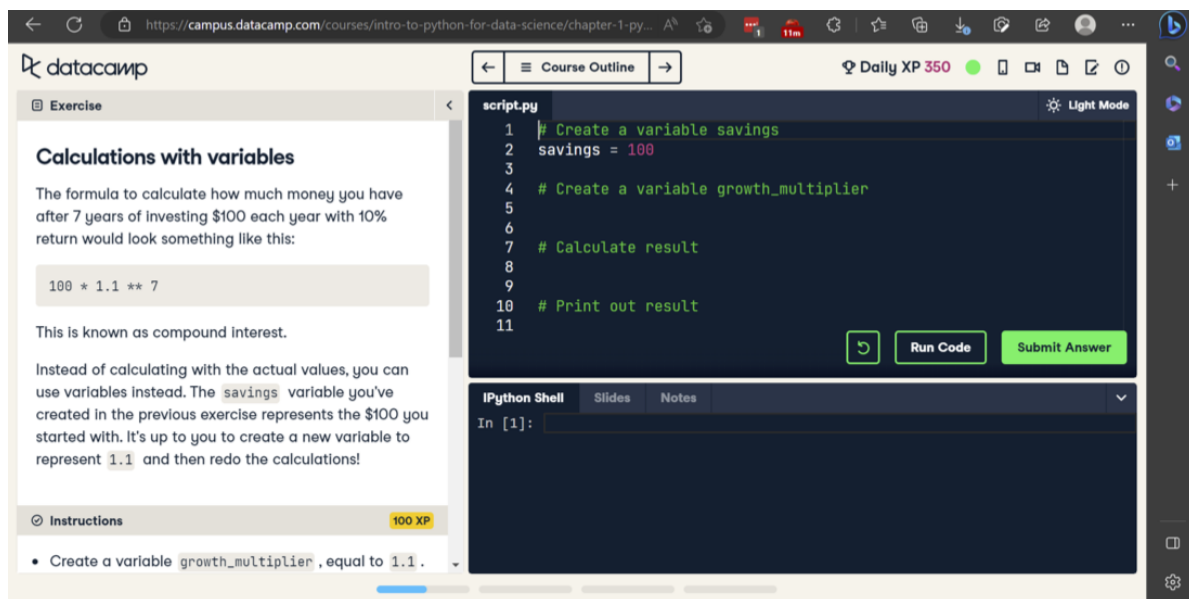 https://campus.datacamp.com/courses/intro-to-python-for-data-science/chapter-1-py...
1
11m
datacamp
Course Outline
Daily XP 350
Exercise
script.py
Light Mode
Calculations with variables
The formula to calculate how much money you have
after 7 years of investing $100 each year with 10%
return would look something like this:
100 * 1.1 ** 7
This is known as compound interest.
Instead of calculating with the actual values, you can
use variables instead. The savings variable you've
created in the previous exercise represents the $100 you
started with. It's up to you to create a new variable to
represent 1.1 and then redo the calculations!
Instructions
100 XP
• Create a variable growth_multiplier , equal to 1.1 .
1 # Create a variable savings
2 savings = 100
3
4 # Create a variable growth_multiplier
5
6
7 # Calculate result
8
9
10 # Print out result
11
Run Code
Submit Answer
IPython Shell
Slides
Notes
In [1]: